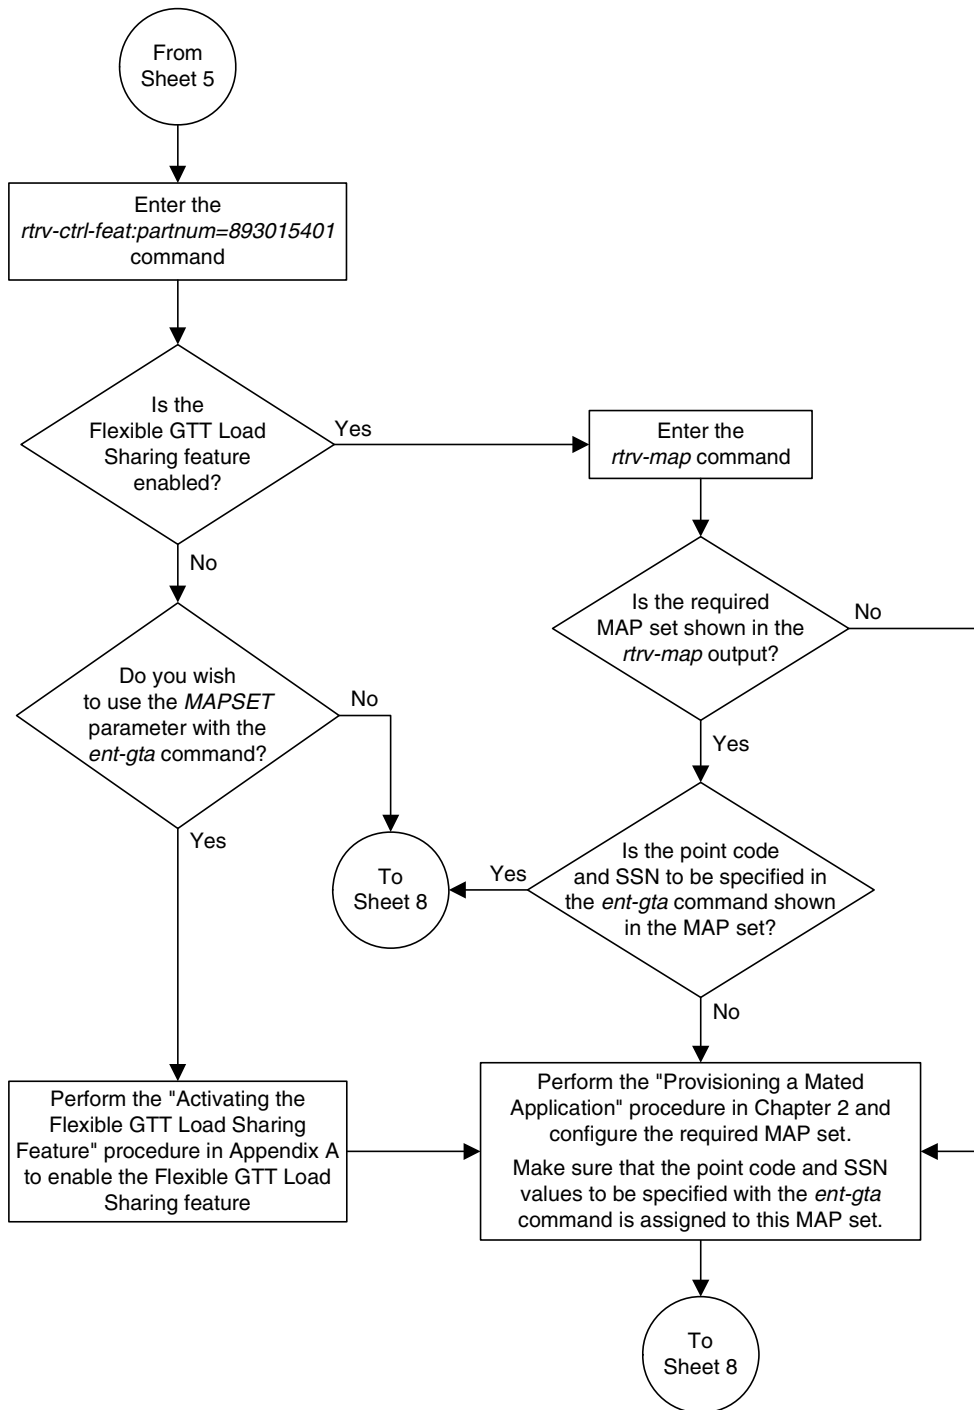 From
Sheet 5
Enter the
rtrv-ctrl-feat:partnum=893015401
command
Is the
Flexible GTT Load
Sharing feature
enabled?
Yes
Enter the
rtrv-map command
No
Is the required
MAP set shown in the
rtrv-map output?
No
Do you wish
to use the MAPSET
parameter with the
ent-gta command?
No
Yes
Yes
To
Sheet 8
Yes
Is the point code
and SSN to be specified in
the ent-gta command shown
in the MAP set?
No
Perform the "Activating the
Flexible GTT Load Sharing
Feature" procedure in Appendix A
to enable the Flexible GTT Load
Sharing feature
Perform the "Provisioning a Mated
Application" procedure in Chapter 2 and
configure the required MAP set.
Make sure that the point code and SSN
values to be specified with the ent-gta
command is assigned to this MAP set.
To
Sheet 8